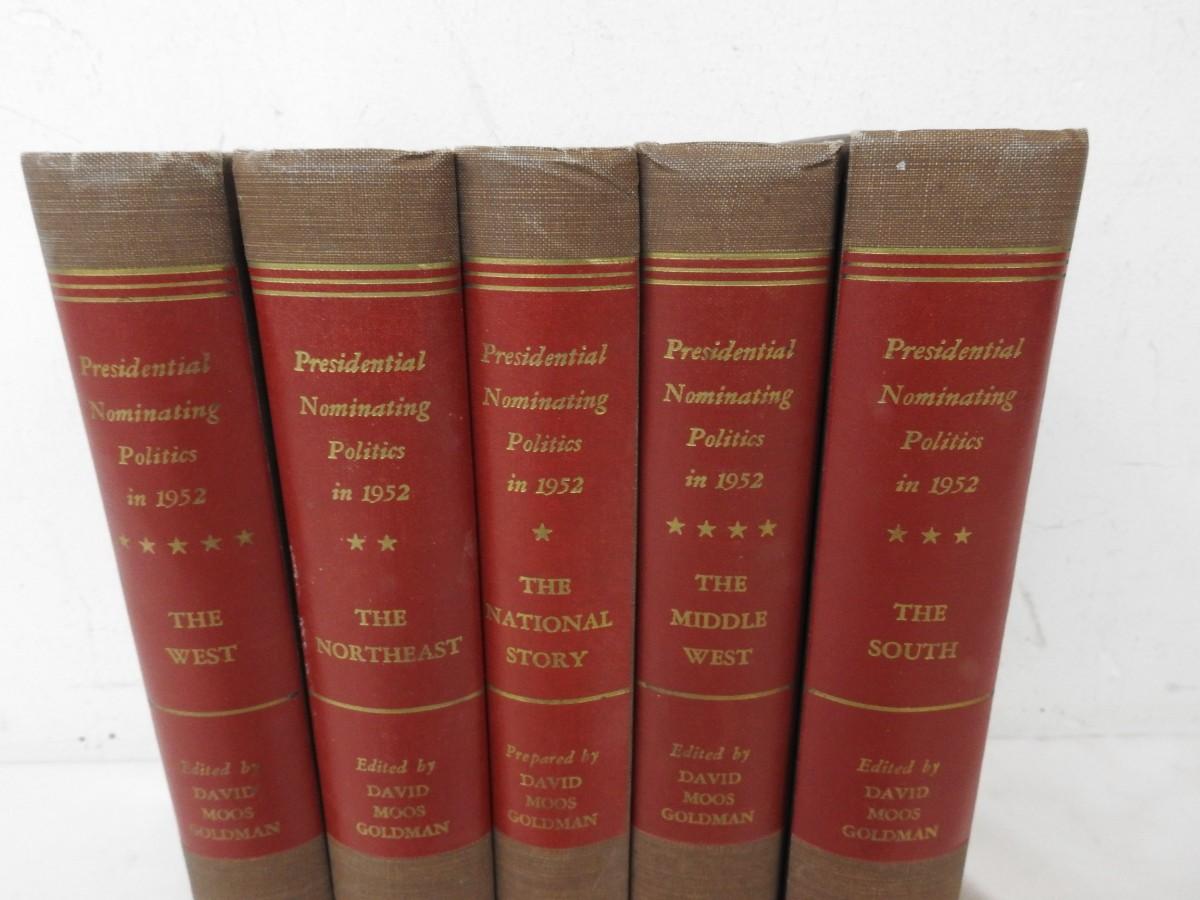 Presidential
Nominating
Politics
in 1952
★★★★★
THE
WEST
Edited by
DAVID
MOOS
GOLDMAN
Presidential
Nominating
Politics
in 1952
★★
THE
NORTHEAST
Edited by
DAVID
MOOS
GOLDMAN
Presidential
Nominating
Politics
in 1952
★
THE
NATIONAL
STORY
Prepared by
DAVID
MOOS
GOLDMAN
Presidential
Nominating
Politics
in 1952
★★★★
THE
MIDDLE
WEST
Edited by
DAVID
MOOS
GOLDMAN
Presidential
Nominating
Politics
in 1952
★★★
THE
SOUTH
Edited by
DAVID
MOOS
GOLDMAN